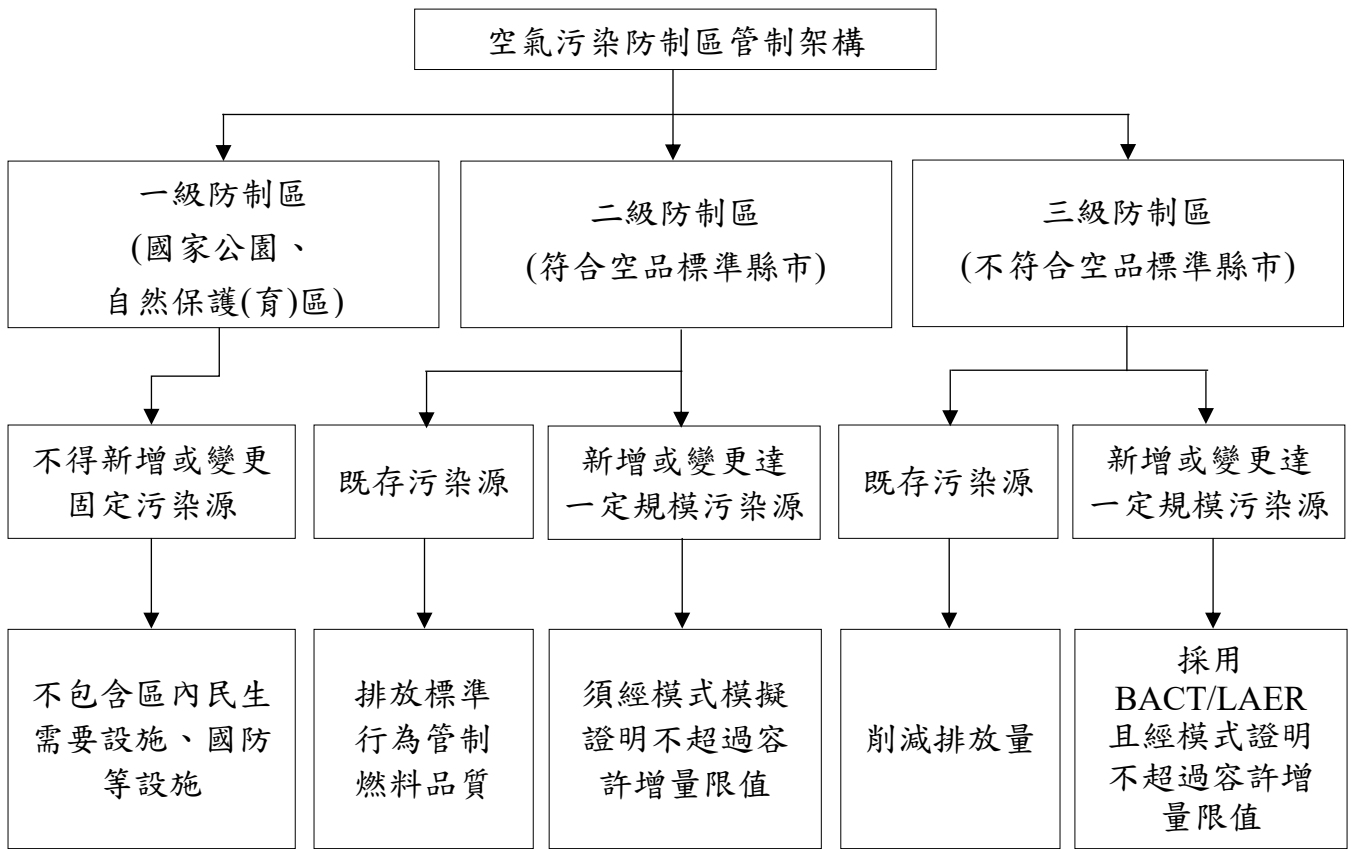 空氣污染防制區管制架構
一級防制區
(國家公園、
自然保護(育)區)
二級防制區
(符合空品標準縣市)
三級防制區
(不符合空品標準縣市)
不得新增或變更
固定污染源
既存污染源
新增或變更達
一定規模污染源
既存污染源
新增或變更達
一定規模污染源
不包含區內民生
需要設施、國防
等設施
排放標準
行為管制
燃料品質
須經模式模擬
證明不超過容
許增量限值
削減排放量
採用
BACT/LAER
且經模式證明
不超過容許增
量限值